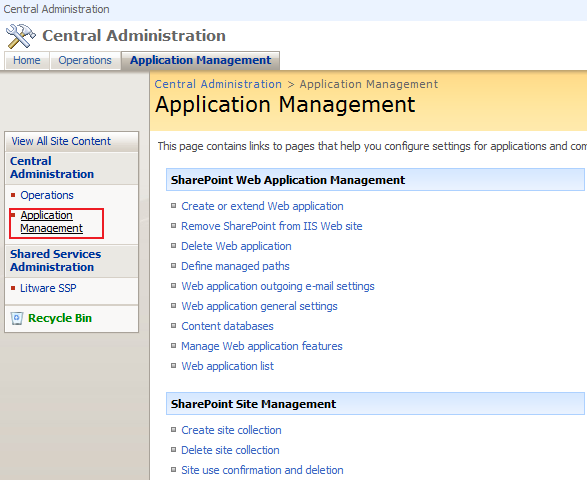 Central Administration
Central Administration
Home Operations Application Management
Central Administration > Application Management
Application Management
View All Site Content
Central
Administration
Operations
Application
Management
Shared Services
Administration
Litware SSP
Recycle Bin
This page contains links to pages that help you configure settings for applications and com
SharePoint Web Application Management
Create or extend Web application
Remove SharePoint from IIS Web site
Delete Web application
Define managed paths
Web application outgoing e-mail settings
Web application general settings
Content databases
Manage Web application features
Web application list
SharePoint Site Management
Create site collection
Delete site collection
Site use confirmation and deletion